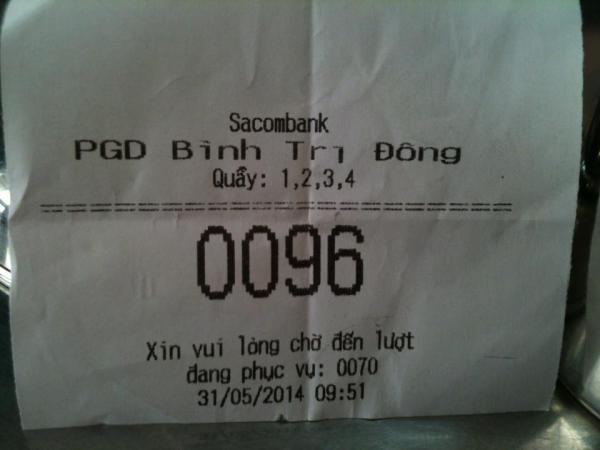 Sacombank
PGD Bình Trị Đông
Quầy: 1,2,3,4
0096
Xin vui lòng chờ đến lượt
đang phục vụ: 0070
31/05/2014 09:51